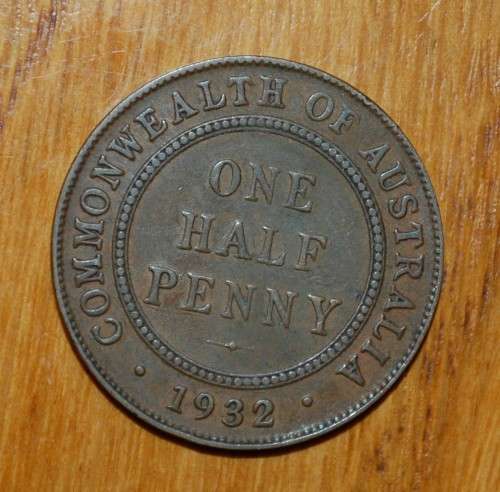 COMMONWEALTH OF AUSTRALIA
ONE
HALF
PENNY
· 1932 ·